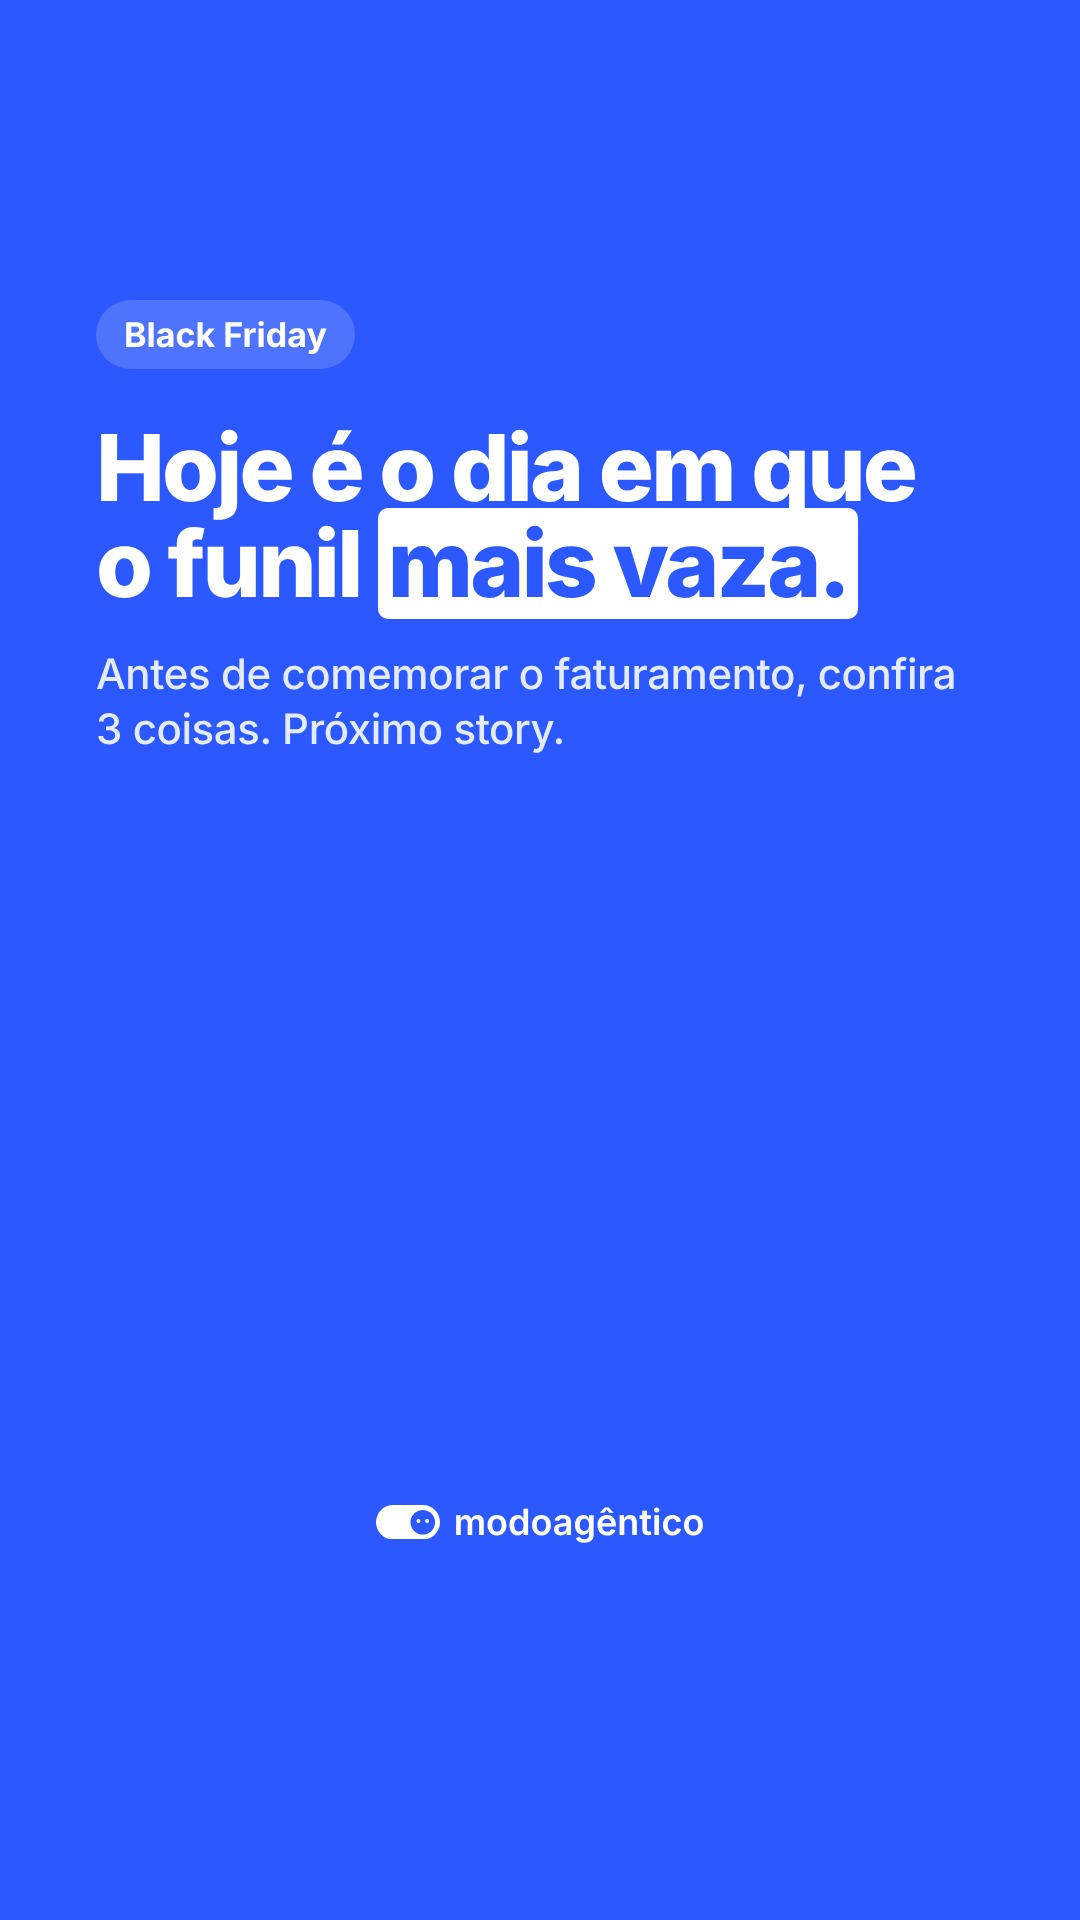 Black Friday
Hoje é o dia em que
o funil mais vaza.
Antes de comemorar o faturamento, confira
3 coisas. Próximo story.
modoagêntico